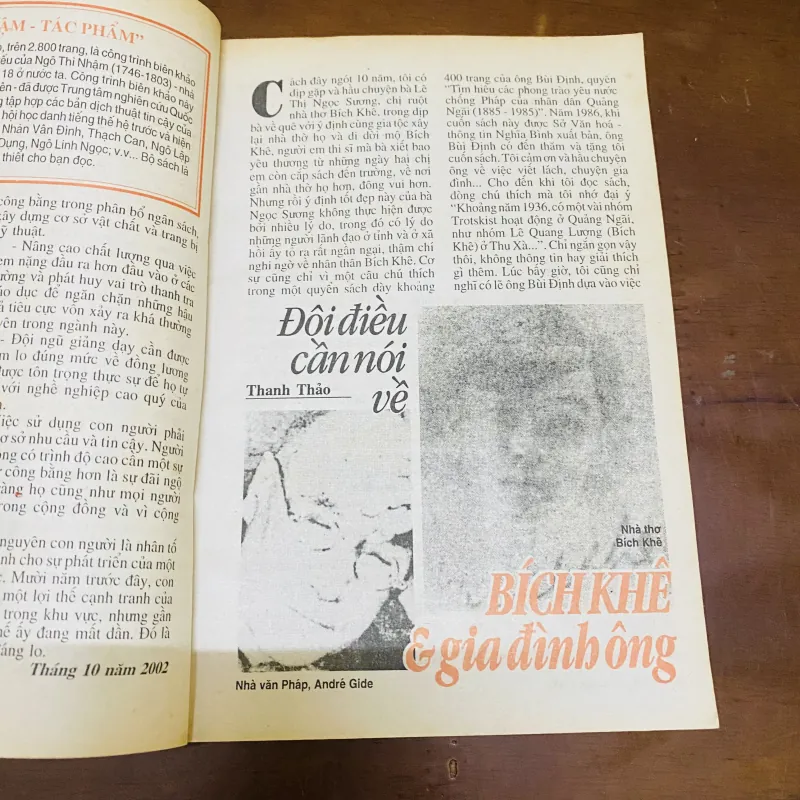 ẬM - TÁC PHẨM"
, trên 2.800 trang, là công trình biên khảo
ếu của Ngô Thì Nhậm (1746-1803) - nhà
18 ở nước ta. Công trình biên khảo này
ên - đã được Trung tâm nghiên cứu Quốc
g tập hợp các bản dịch thuật tin cậy của
hội học danh tiếng thế hệ trước và hiện
Nhân Vân Đình, Thạch Can, Ngô Lập
Dung, Ngô Linh Ngọc; v.v... Bộ sách là
thiết cho bạn đọc.
công bằng trong phân bổ ngân sách,
ây dựng cơ sở vật chất và trang bị
ỹ thuật.
- Nâng cao chất lượng qua việc
em nặng đầu ra hơn đầu vào ở các
ường và phát huy vai trò thanh tra
áo dục để ngăn chặn những hậu
ả tiêu cực vốn xảy ra khá thường
yên trong ngành này.
- Đội ngũ giảng dạy cần được
m lo đúng mức về đồng lương
được tôn trọng thực sự để họ tự
với nghề nghiệp cao quý của
h.
iệc sử dụng con người phải
ơ sở nhu cầu và tin cậy. Người
ng có trình độ cao cần một sự
công bằng hơn là sự đãi ngộ
ràng họ cũng như mọi người
rong cộng đồng và vì cộng
nguyên con người là nhân tố
nh cho sự phát triển của một
c. Mười năm trước đây, con
một lợi thế cạnh tranh của
trong khu vực, nhưng gần
hế ấy đang mất dần. Đó là
áng lo.
Tháng 10 năm 2002
Cách đây ngót 10 năm, tôi có
dịp gặp và hầu chuyện bà Lê
Thị Ngọc Sương, chị ruột
nhà thơ Bích Khê, trong dịp
bà về quê với ý định cùng gia tộc xây
lại nhà thờ họ và di dời mộ Bích
Khê, người em thi sĩ mà bà xiết bao
yêu thương từ những ngày hai chị
em còn cắp sách đến trường, về nơi
gần nhà thờ họ hơn, đông vui hơn.
Nhưng rồi ý định tốt đẹp này của bà
Ngọc Sương không thực hiện được
bởi nhiều lý do, trong đó có lý do
những người lãnh đạo ở tỉnh và ở xã
hồi ấy tỏ ra rất ngần ngại, thậm chí
nghi ngờ về nhân thân Bích Khê. Cơ
sự cũng chỉ vì một câu chú thích
trong một quyển sách dày khoảng
400 trang của ông Bùi Định, quyển
"Tìm hiểu các phong trào yêu nước
chống Pháp của nhân dân Quảng
Ngãi (1885 - 1985)". Năm 1986, khi
cuốn sách này được Sở Văn hoá -
thông tin Nghĩa Bình xuất bản, ông
Bùi Định có đến thăm và tặng tôi
cuốn sách. Tôi cảm ơn và hầu chuyện
ông về việc viết lách, chuyện gia
đình... Cho đến khi tôi đọc sách,
dòng chú thích mà tôi nhớ đại ý
"Khoảng năm 1936, có một vài nhóm
Trotskist hoạt động ở Quảng Ngãi,
như nhóm Lê Quang Lượng (Bích
Khê) ở Thu Xà...". Chỉ ngắn gọn vậy
thôi, không thông tin hay giải thích
gì thêm. Lúc bấy giờ, tôi cũng chỉ
nghĩ có lẽ ông Bùi Định dựa vào việc
Đôi điều
cần nói
về
Thanh Thảo
Nhà thơ
Bích Khê
BÍCH KHÊ
& gia đình ông
Nhà văn Pháp, André Gide